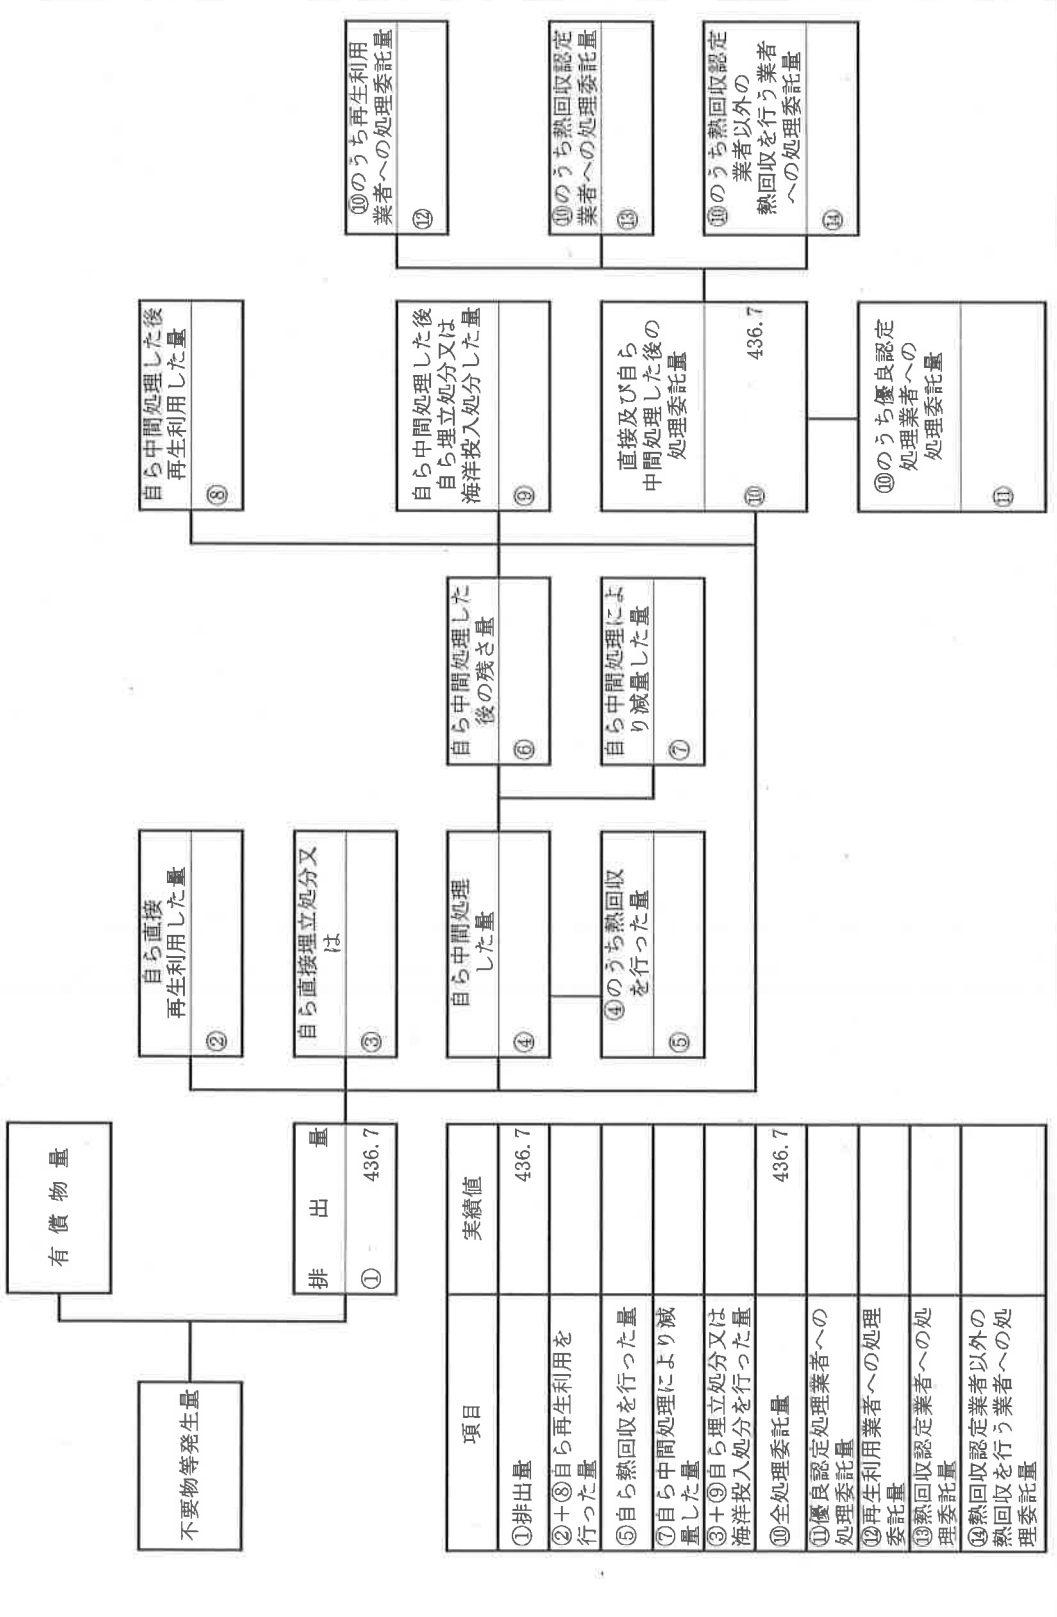 不要物等発生量
有償物量
排出量
① 436.7
自ら直接
再生利用した量
②
自ら直接埋立処分又
は
③
自ら中間処理
した量
④
④のうち熱回収
を行った量
⑤
自ら中間処理した
後の残さ量
⑥
自ら中間処理によ
り減量した量
⑦
自ら中間処理した後
再生利用した量
⑧
自ら中間処理した後
自ら埋立処分又は
海洋投入処分した量
⑨
直接及び自ら
中間処理した後の
処理委託量
⑩ 436.7
⑩のうち優良認定
処理業者への
処理委託量
⑪
⑩のうち再生利用
業者への処理委託量
⑫
⑩のうち熱回収認定
業者への処理委託量
⑬
⑩のうち熱回収認定
業者以外の
熱回収を行う業者
への処理委託量
⑭
項目 実績値
①排出量 436.7
②＋⑧自ら再生利用を
行った量
⑤自ら熱回収を行った量
⑦自ら中間処理により減
量した量
③＋⑨自ら埋立処分又は
海洋投入処分を行った量
⑩全処理委託量 436.7
⑪優良認定処理業者への
処理委託量
⑫再生利用業者への処理
委託量
⑬熱回収認定業者への処
理委託量
⑭熱回収認定業者以外の
熱回収を行う業者への処
理委託量